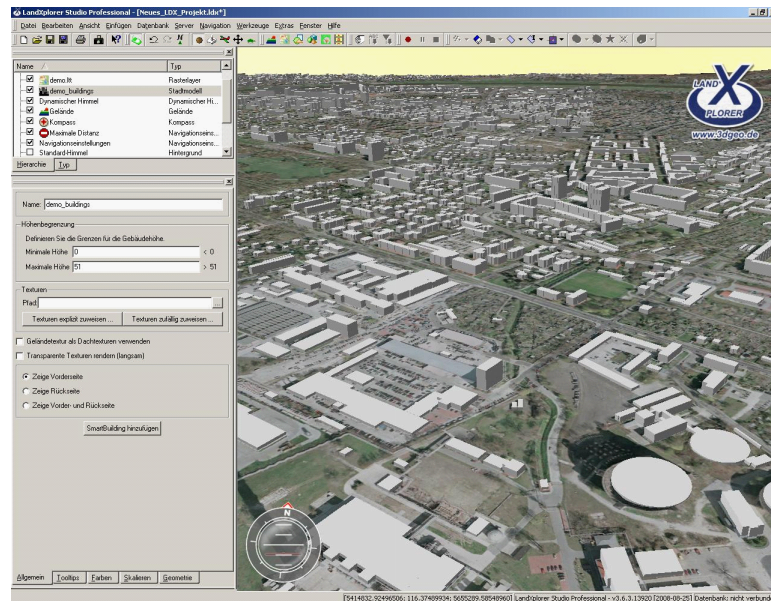 LandXplorer Studio Professional - [Neues_LDX_Projekt.ldx*]
Datei Bearbeiten Ansicht Einfügen Datenbank Server Navigation Werkzeuge Extras Fenster Hilfe
Name Typ
demo.ltt Rasterlayer
demo_buildings Stadtmodell
Dynamischer Himmel Dynamischer Hi...
Gelände Gelände
Kompass Kompass
Maximale Distanz Navigationseins...
Navigationseinstellungen Navigationseins...
Standard-Himmel Hintergrund
Hierarchie Typ
Name: demo_buildings
Höhenbegrenzung
Definieren Sie die Grenzen für die Gebäudehöhe.
Minimale Höhe 0 < 0
Maximale Höhe 51 > 51
Texturen
Pfad ...
Texturen explizit zuweisen... Texturen zufällig zuweisen...
Geländetextur als Dachtexturen verwenden
Transparente Texturen rendern (langsam)
Zeige Vorderseite
Zeige Rückseite
Zeige Vorder- und Rückseite
SmartBuilding hinzufügen
Allgemein Tooltips Farben Skalieren Geometrie
LAND X PLORER
www.3dgeo.de
N
[5414832.92496506; 116.37489934; 5655289.58548960] LandXplorer Studio Professional - v3.6.3.13920 [2008-08-25] Datenbank: nicht verbunde